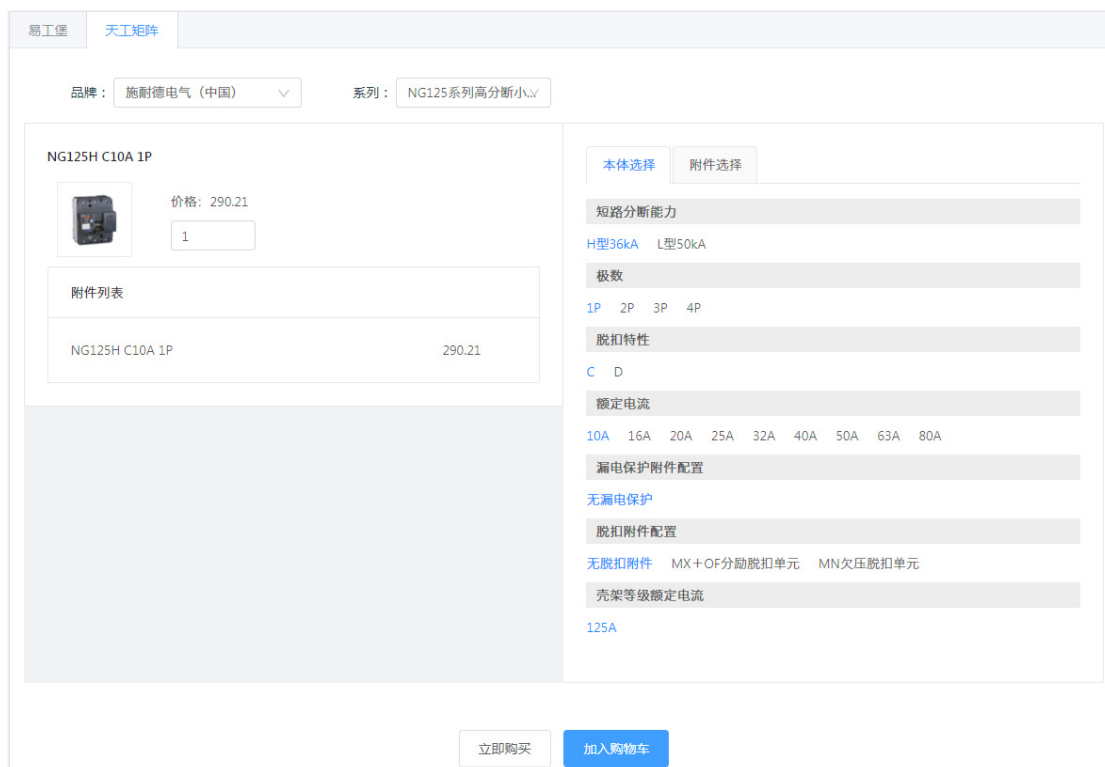 易工堡 天工矩阵
品牌： 施耐德电气（中国） 系列： NG125系列高分断小...
NG125H C10A 1P
价格: 290.21
1
附件列表
NG125H C10A 1P 290.21
本体选择 附件选择
短路分断能力
H型36kA L型50kA
极数
1P 2P 3P 4P
脱扣特性
C D
额定电流
10A 16A 20A 25A 32A 40A 50A 63A 80A
漏电保护附件配置
无漏电保护
脱扣附件配置
无脱扣附件 MX＋OF分励脱扣单元 MN欠压脱扣单元
壳架等级额定电流
125A
立即购买 加入购物车